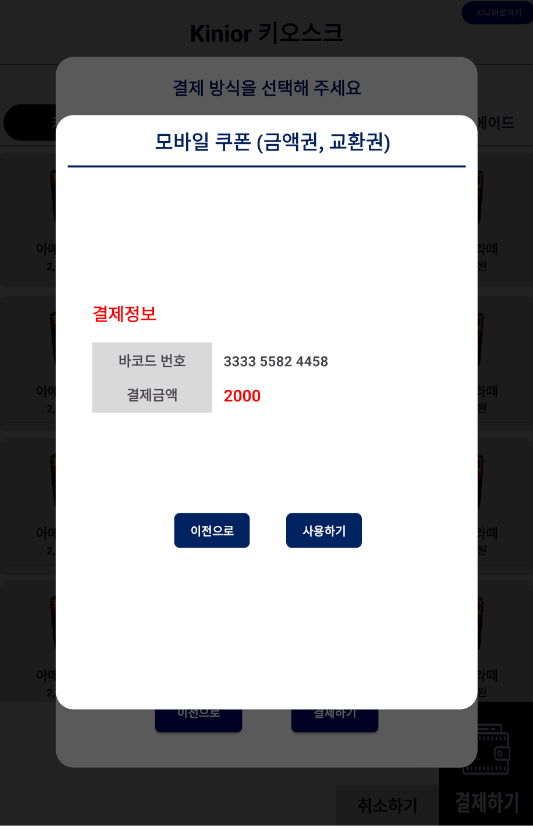 시니어로가기
Kinior 키오스크
결제 방식을 선택해 주세요
에이드
모바일 쿠폰 (금액권, 교환권)
결제정보
바코드 번호 3333 5582 4458
결제금액 2000
이전으로 사용하기
이전으로 결제하기
취소하기
결제하기